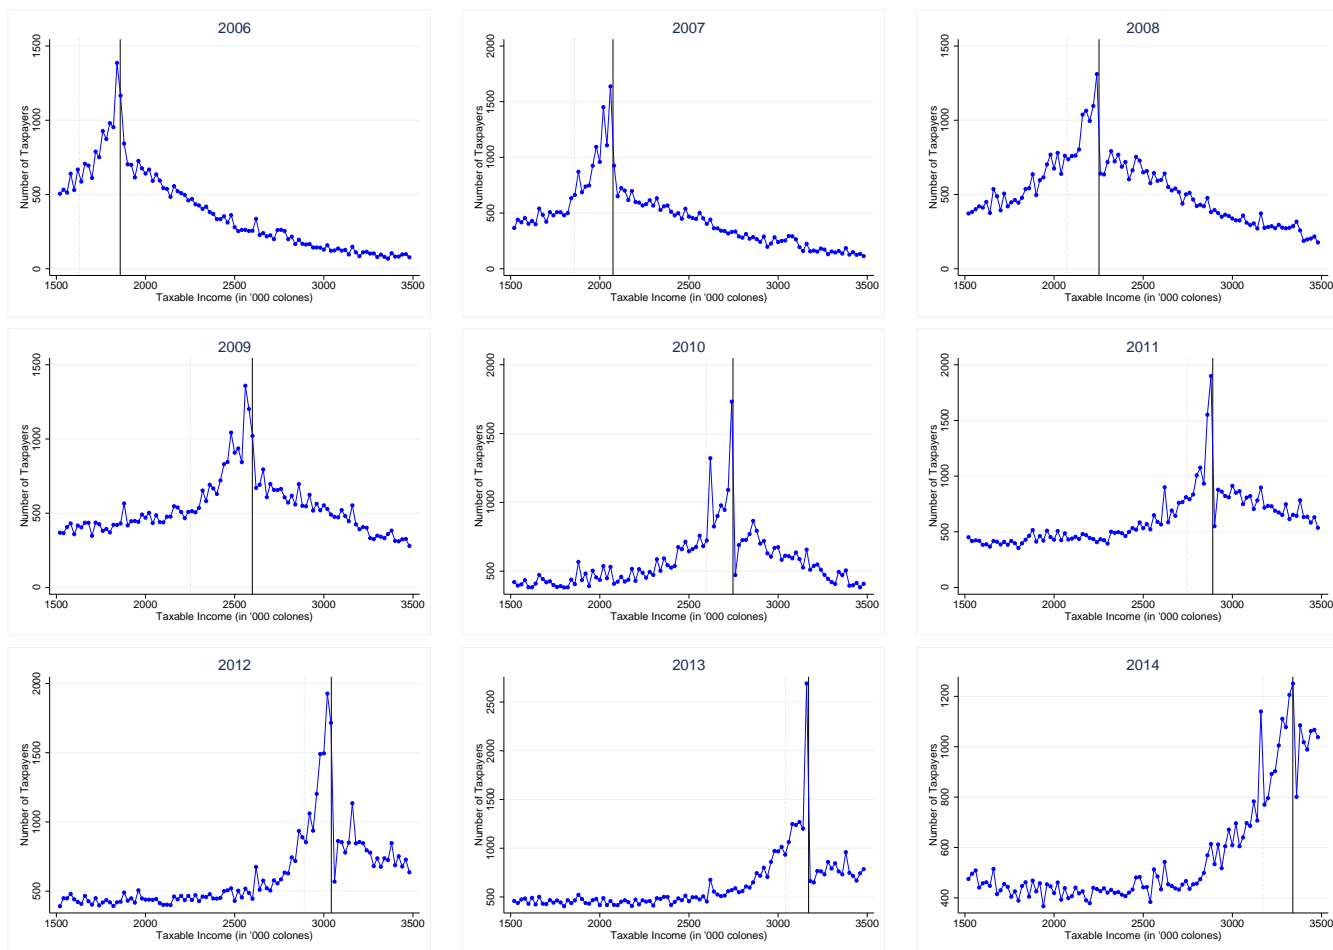 2006
Number of Taxpayers
0 500 1000 1500
1500 2000 2500 3000 3500
Taxable Income (in '000 colones)
2007
Number of Taxpayers
0 500 1000 1500 2000
1500 2000 2500 3000 3500
Taxable Income (in '000 colones)
2008
Number of Taxpayers
0 500 1000 1500
1500 2000 2500 3000 3500
Taxable Income (in '000 colones)
2009
Number of Taxpayers
0 500 1000 1500
1500 2000 2500 3000 3500
Taxable Income (in '000 colones)
2010
Number of Taxpayers
500 1000 1500 2000
1500 2000 2500 3000 3500
Taxable Income (in '000 colones)
2011
Number of Taxpayers
0 500 1000 1500 2000
1500 2000 2500 3000 3500
Taxable Income (in '000 colones)
2012
Number of Taxpayers
500 1000 1500 2000
1500 2000 2500 3000 3500
Taxable Income (in '000 colones)
2013
Number of Taxpayers
500 1000 1500 2000 2500
1500 2000 2500 3000 3500
Taxable Income (in '000 colones)
2014
Number of Taxpayers
400 600 800 1000 1200
1500 2000 2500 3000 3500
Taxable Income (in '000 colones)